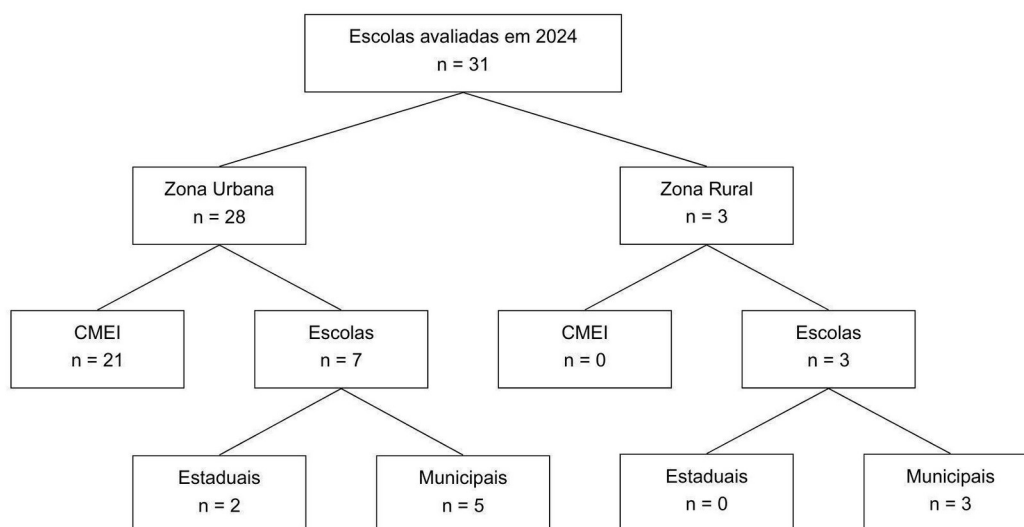 Escolas avaliadas em 2024
n = 31
Zona Urbana
n = 28
Zona Rural
n = 3
CMEI
n = 21
Escolas
n = 7
CMEI
n = 0
Escolas
n = 3
Estaduais
n = 2
Municipais
n = 5
Estaduais
n = 0
Municipais
n = 3